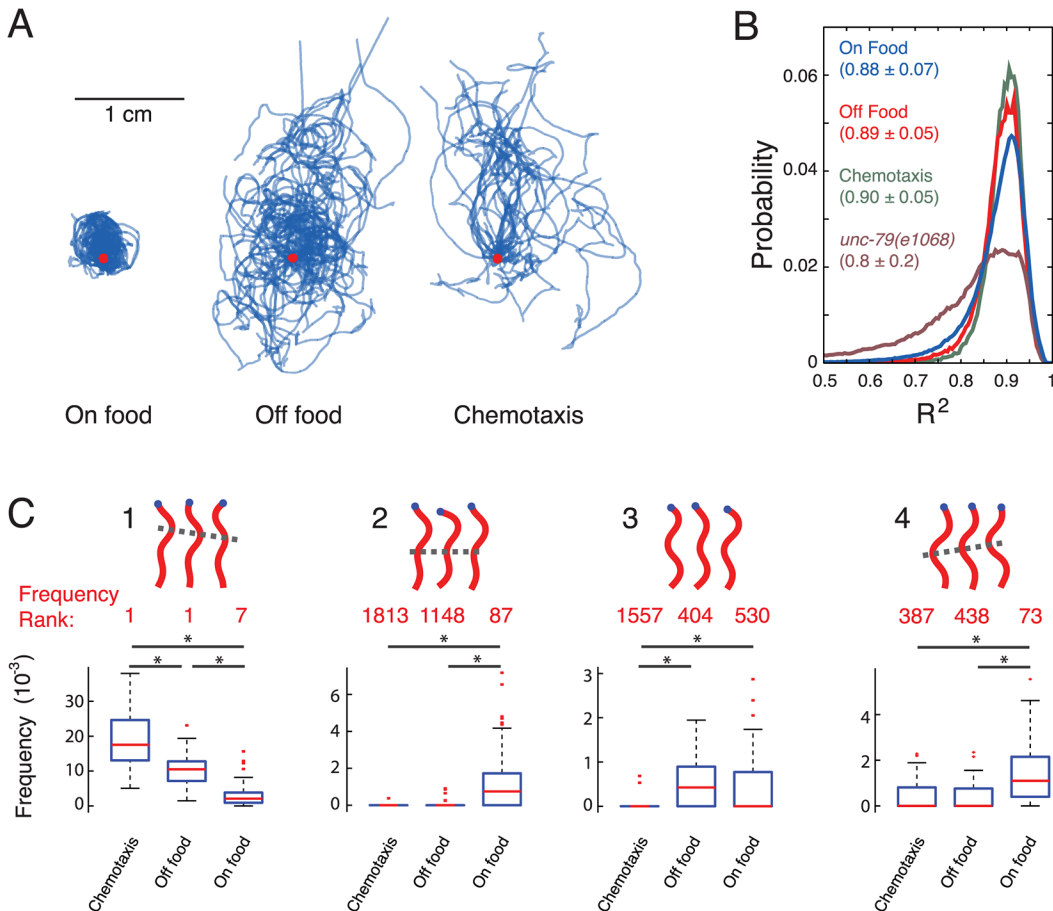 A
1 cm
On food
Off food
Chemotaxis
B
Probability
0.06
0.04
0.02
0
On Food
(0.88 ± 0.07)
Off Food
(0.89 ± 0.05)
Chemotaxis
(0.90 ± 0.05)
unc-79(e1068)
(0.8 ± 0.2)
0.5 0.6 0.7 0.8 0.9 1
R²
C
1 2 3 4
Frequency
Rank:
1 1 7
1813 1148 87
1557 404 530
387 438 73
* * *
* *
* *
* *
Frequency (10⁻³)
30
20
10
0
Chemotaxis
Off food
On food
6
4
2
0
Chemotaxis
Off food
On food
3
2
1
0
Chemotaxis
Off food
On food
4
2
0
Chemotaxis
Off food
On food